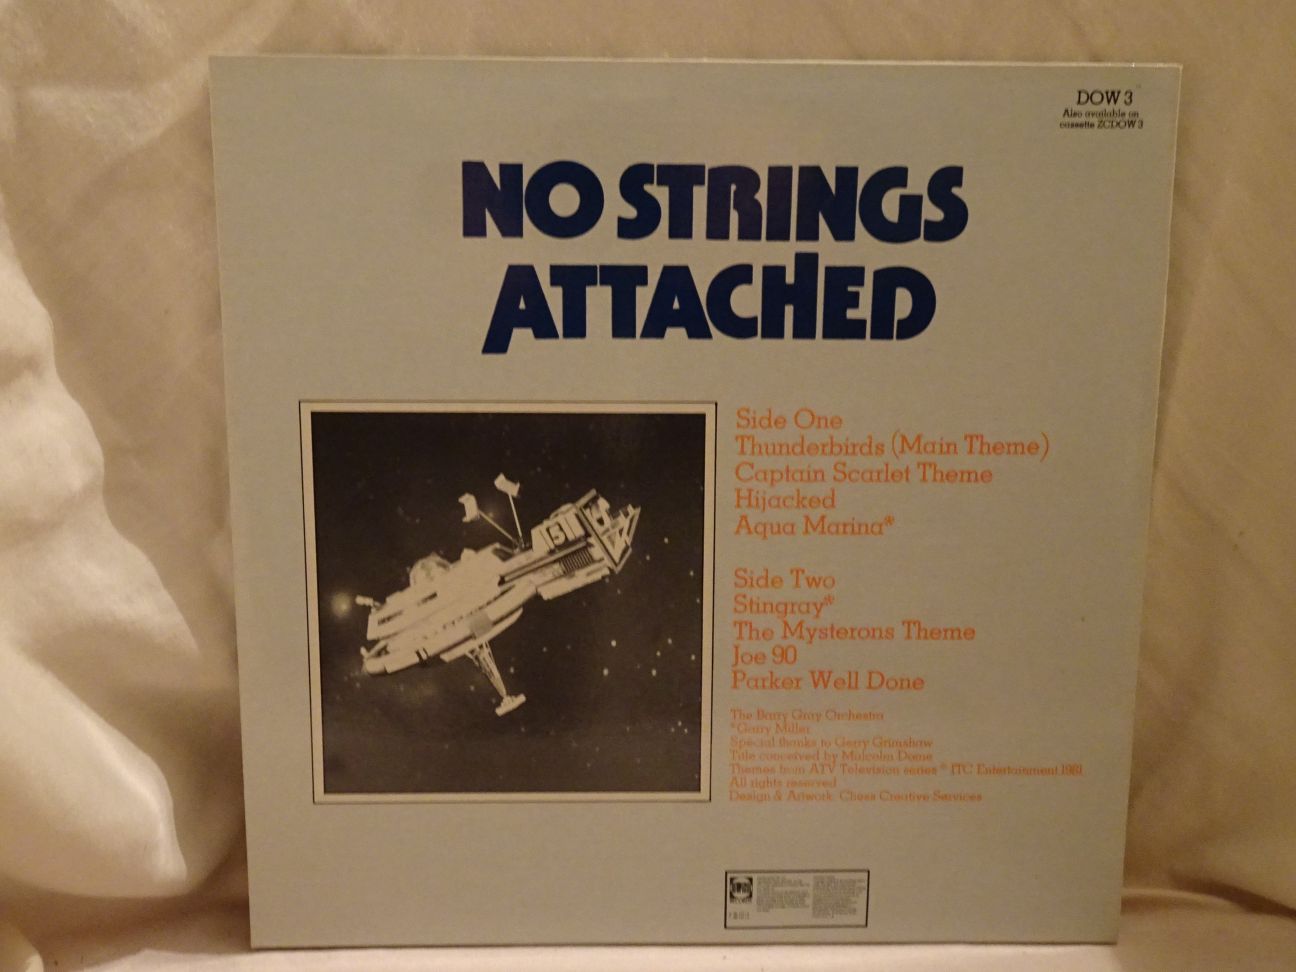 DOW 3
Also available on
cassette ZCDOW 3
NO STRINGS
ATTACHED
5
Side One
Thunderbirds (Main Theme)
Captain Scarlet Theme
Hijacked
Aqua Marina*
Side Two
Stingray*
The Mysterons Theme
Joe 90
Parker Well Done
The Barry Gray Orchestra
*Garry Miller
Special thanks to Gerry Grimshaw
Title conceived by Malcolm Dome
Themes from ATV Television series ® ITC Entertainment 1981
All rights reserved
Design & Artwork: Chess Creative Services